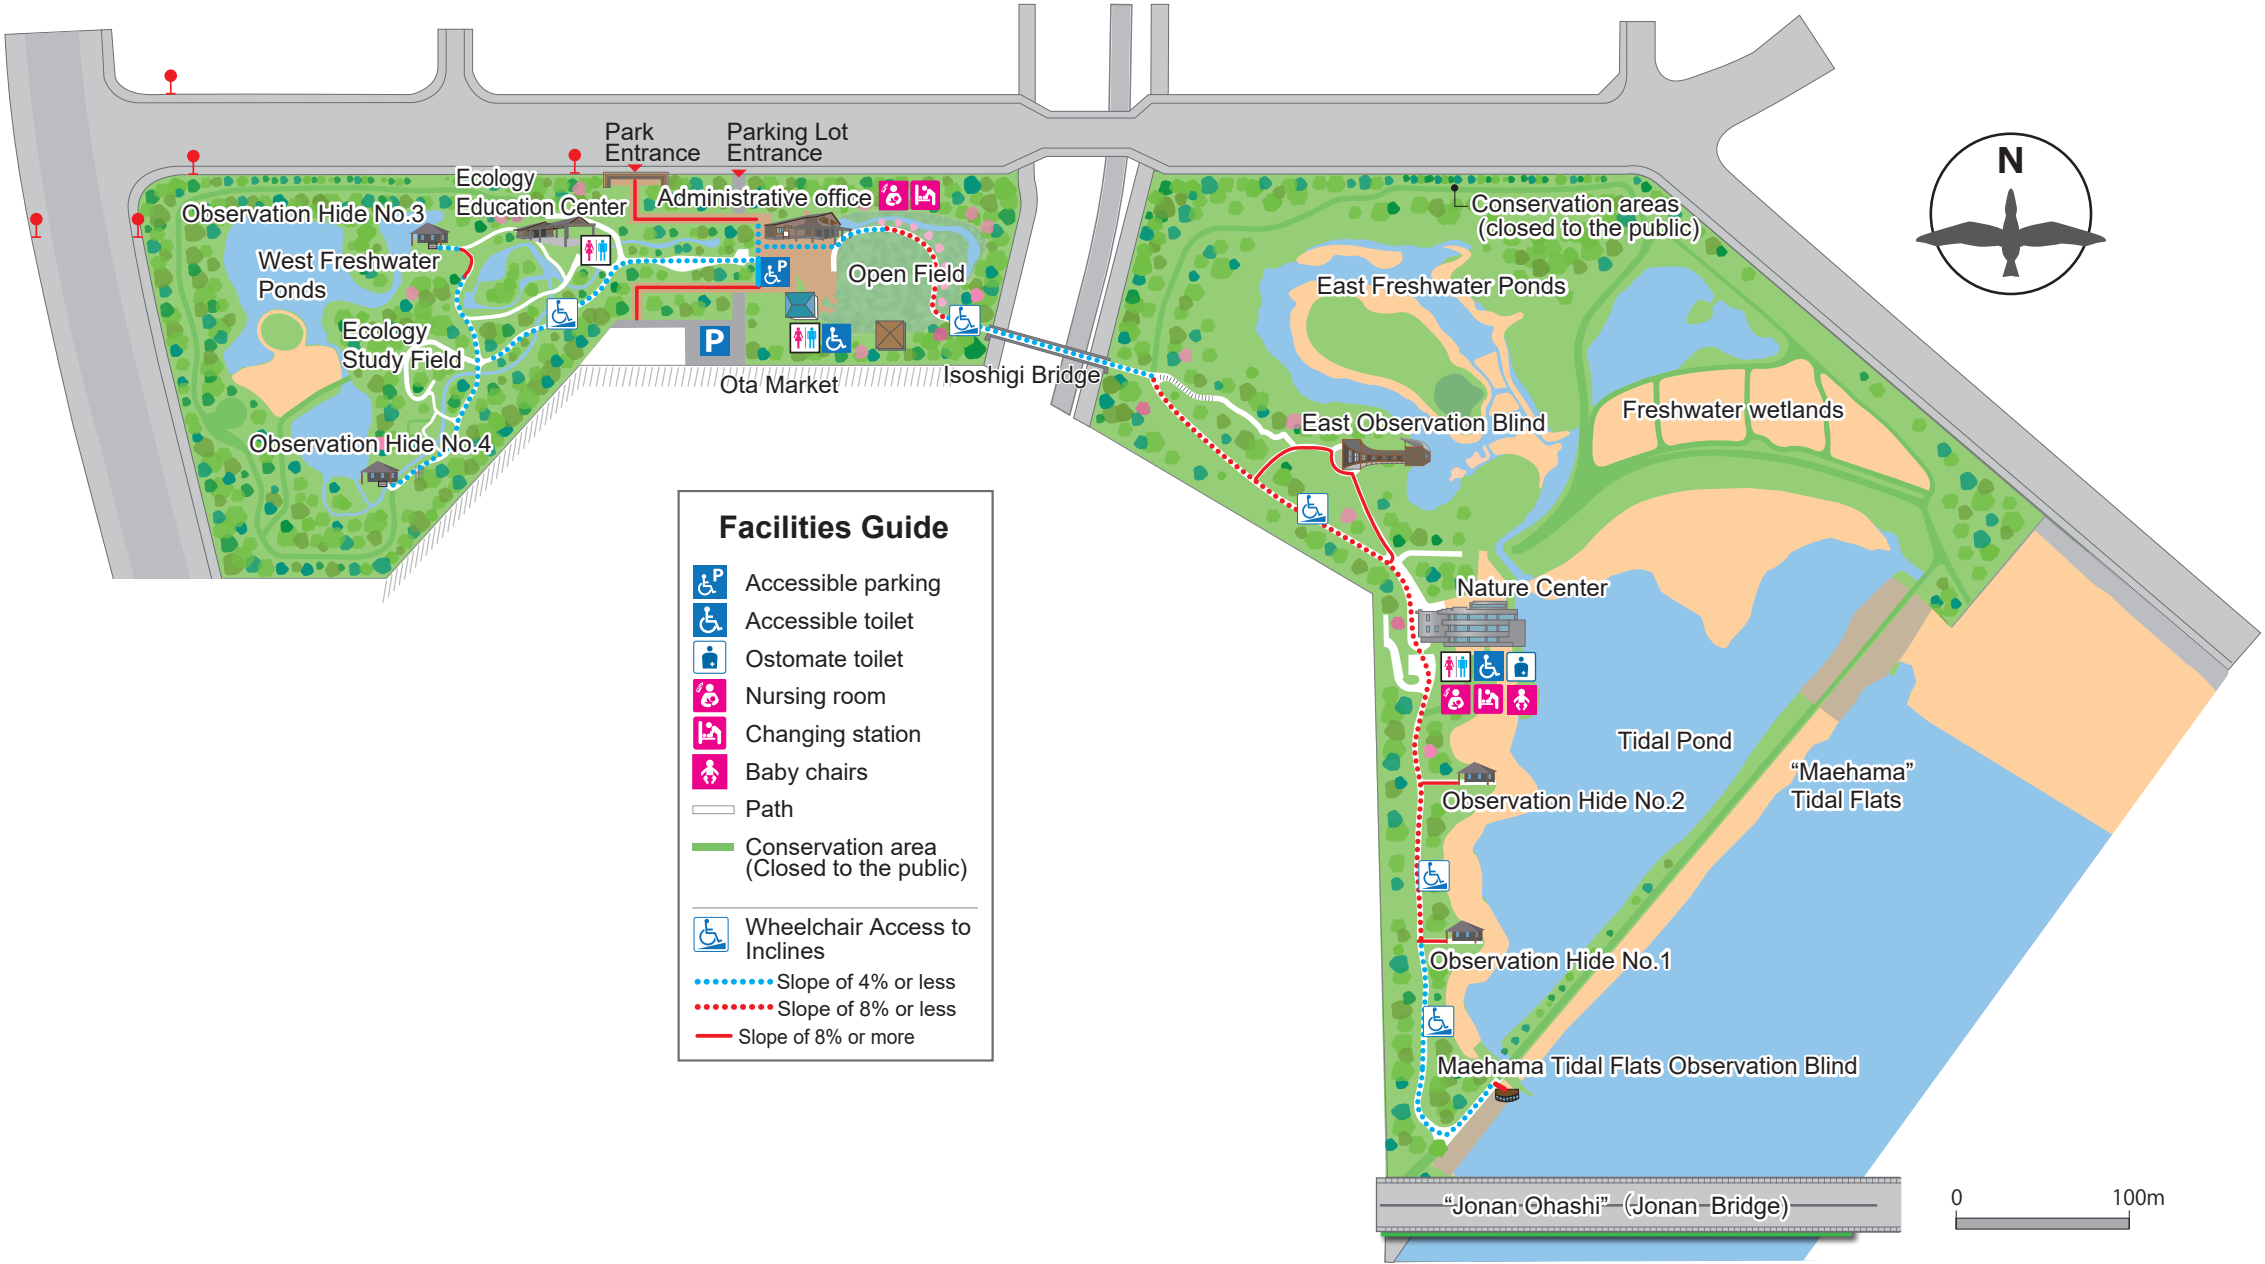 Park
Entrance
Parking Lot
Entrance
N
Ecology
Education Center
Administrative office
Observation Hide No.3
Conservation areas
(closed to the public)
West Freshwater
Ponds
P
Open Field
East Freshwater Ponds
Ecology
Study Field
P
Isoshigi Bridge
Ota Market
Freshwater wetlands
East Observation Blind
Observation Hide No.4
Nature Center
Tidal Pond
“Maehama”
Tidal Flats
Observation Hide No.2
Observation Hide No.1
Maehama Tidal Flats Observation Blind
“Jonan Ohashi” (Jonan Bridge)
0 100m
Facilities Guide
P
Accessible parking
Accessible toilet
Ostomate toilet
Nursing room
Changing station
Baby chairs
Path
Conservation area
(Closed to the public)
Wheelchair Access to
Inclines
Slope of 4% or less
Slope of 8% or less
Slope of 8% or more